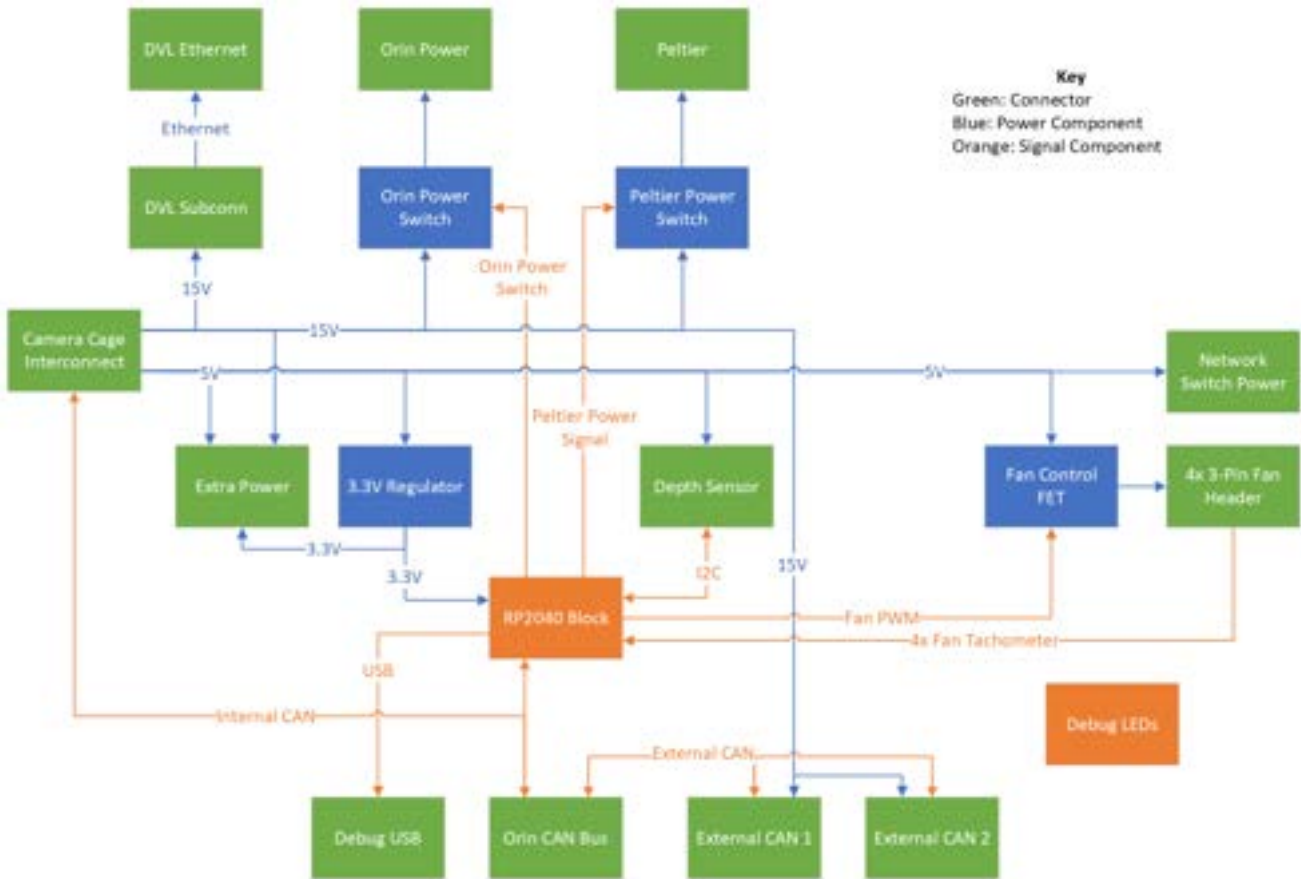 DVL Ethernet
Orin Power
Peltier
Key
Green: Connector
Blue: Power Component
Orange: Signal Component
Ethernet
DVL Subconn
Orin Power
Switch
Peltier Power
Switch
Orin Power
Switch
15V
Camera Cage
Interconnect
15V
Network
Switch Power
5V
5V
Peltier Power
Signal
Extra Power
3.3V Regulator
Depth Sensor
Fan Control
FET
4x 3-Pin Fan
Header
3.3V
3.3V
I2C
15V
RP2040 Block
Fan PWM
4x Fan Tachometer
USB
Internal CAN
Debug LEDs
External CAN
Debug USB
Orin CAN Bus
External CAN 1
External CAN 2